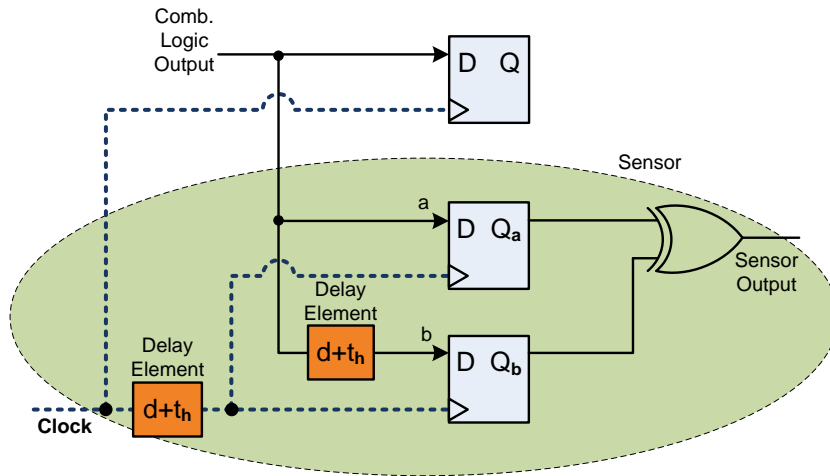 Comb.
Logic
Output
D Q
Sensor
a
D Qa
Delay
Element
b
Sensor
Output
Delay
Element
d+th
D Qb
d+th
Clock